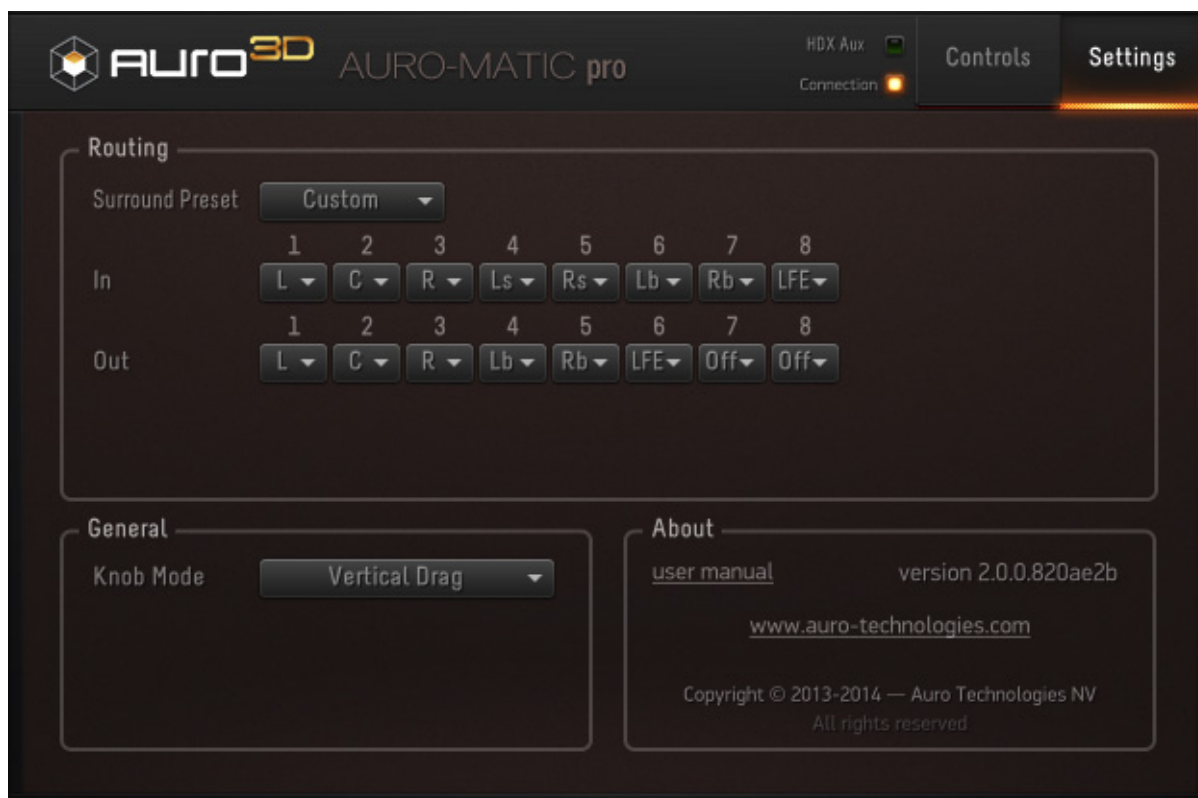 AURO 3D AURO-MATIC pro
HDX Aux
Connection
Controls
Settings
Routing
Surround Preset Custom
1 2 3 4 5 6 7 8
In L C R Ls Rs Lb Rb LFE
1 2 3 4 5 6 7 8
Out L C R Lb Rb LFE Off Off
General
Knob Mode Vertical Drag
About
user manual version 2.0.0.820ae2b
www.auro-technologies.com
Copyright © 2013-2014 — Auro Technologies NV
All rights reserved